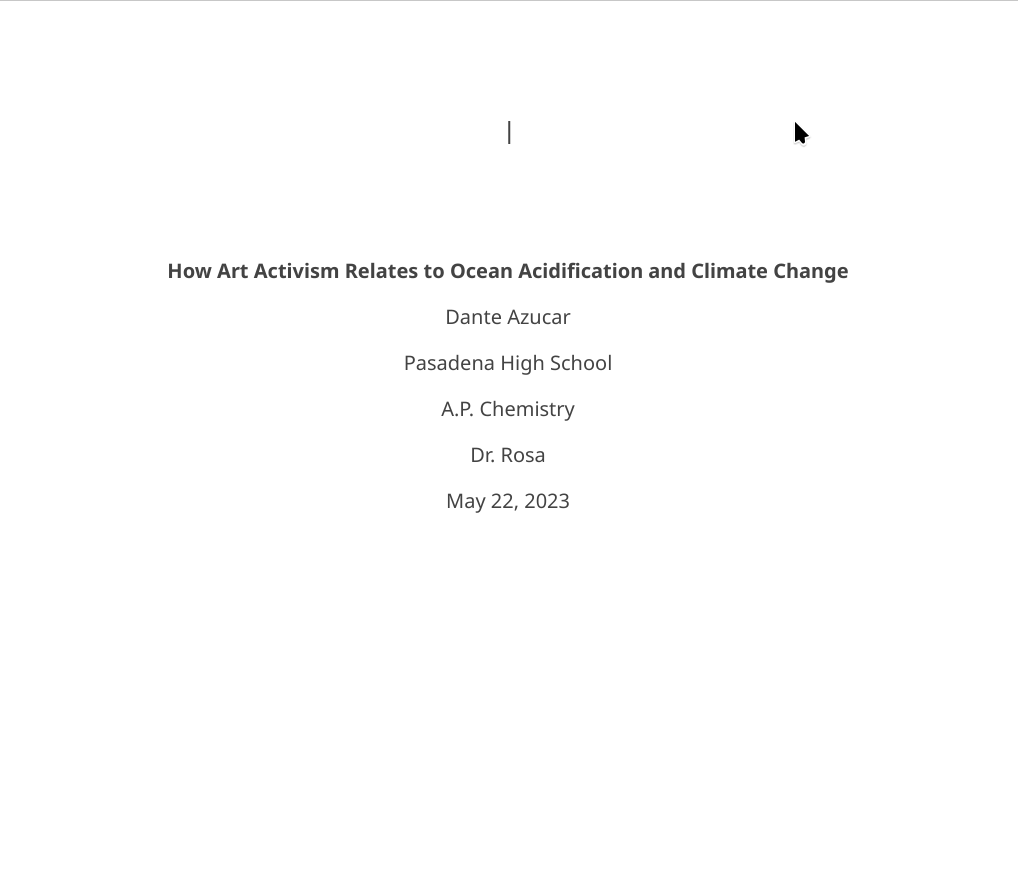 How Art Activism Relates to Ocean Acidification and Climate Change
Dante Azucar
Pasadena High School
A.P. Chemistry
Dr. Rosa
May 22, 2023